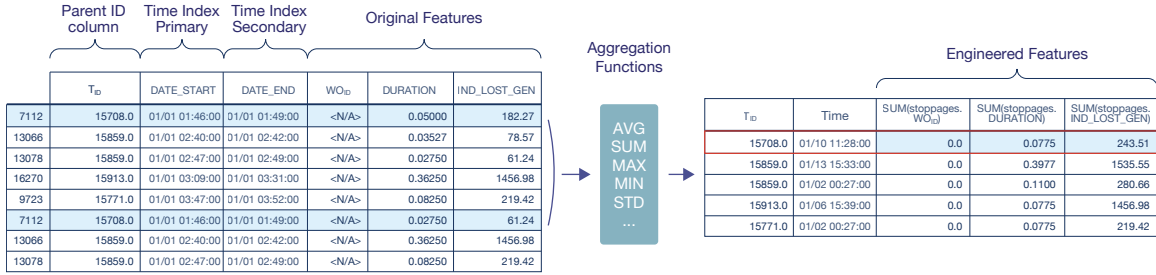 Parent ID column
Time Index Primary
Time Index Secondary
Original Features
T_ID DATE_START DATE_END WO_ID DURATION IND_LOST_GEN
7112 15708.0 01/01 01:46:00 01/01 01:49:00 <N/A> 0.05000 182.27
13066 15859.0 01/01 02:40:00 01/01 02:42:00 <N/A> 0.03527 78.57
13078 15859.0 01/01 02:47:00 01/01 02:49:00 <N/A> 0.02750 61.24
16270 15913.0 01/01 03:09:00 01/01 03:31:00 <N/A> 0.36250 1456.98
9723 15771.0 01/01 03:47:00 01/01 03:52:00 <N/A> 0.08250 219.42
7112 15708.0 01/01 01:46:00 01/01 01:49:00 <N/A> 0.02750 61.24
13066 15859.0 01/01 02:40:00 01/01 02:42:00 <N/A> 0.36250 1456.98
13078 15859.0 01/01 02:47:00 01/01 02:49:00 <N/A> 0.08250 219.42
Aggregation
Functions
AVG
SUM
MAX
MIN
STD
...
Engineered Features
T_ID Time SUM(stoppages.WO_ID) SUM(stoppages.DURATION) SUM(stoppages.IND_LOST_GEN)
15708.0 01/10 11:28:00 0.0 0.0775 243.51
15859.0 01/13 15:33:00 0.0 0.3977 1535.55
15859.0 01/02 00:27:00 0.0 0.1100 280.66
15913.0 01/06 15:39:00 0.0 0.0775 1456.98
15771.0 01/02 00:27:00 0.0 0.0775 219.42